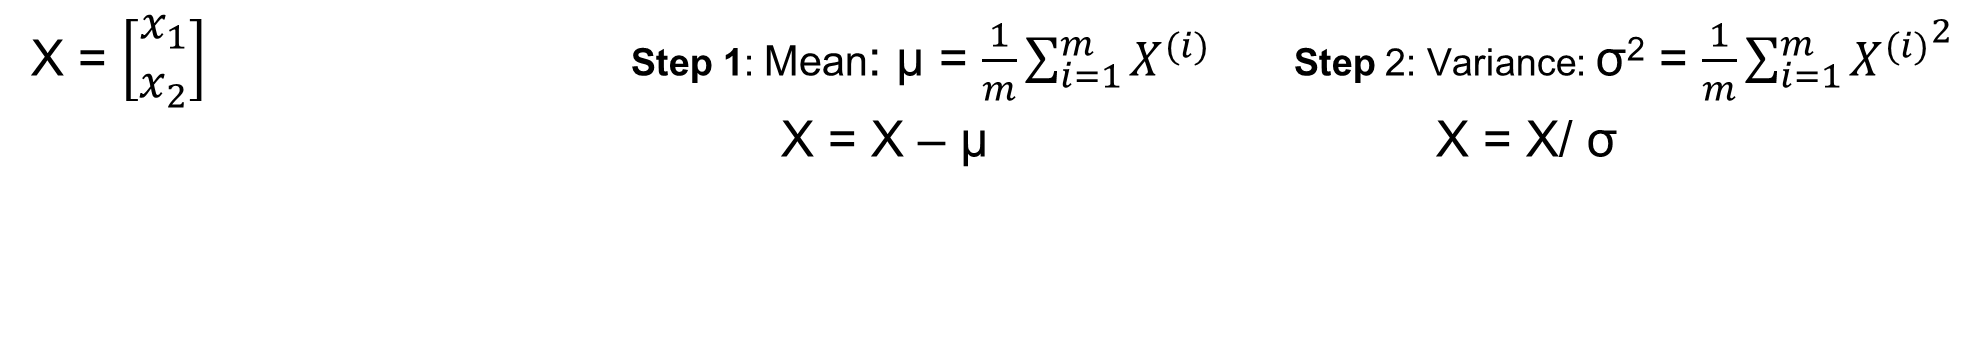 X = [x₁ x₂]
Step 1: Mean: μ = 1/m ∑ᵢ₌₁ᵐ X⁽ⁱ⁾
X = X – μ
Step 2: Variance: σ² = 1/m ∑ᵢ₌₁ᵐ X⁽ⁱ⁾²
X = X/ σ